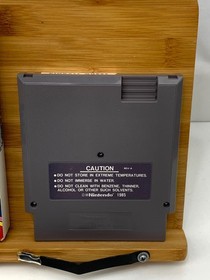 CAUTION
REV-A
• DO NOT STORE IN EXTREME TEMPERATURES.
• DO NOT IMMERSE IN WATER.
• DO NOT CLEAN WITH BENZENE, THINNER,
ALCOHOL OR OTHER SUCH SOLVENTS.
©Nintendo 1985